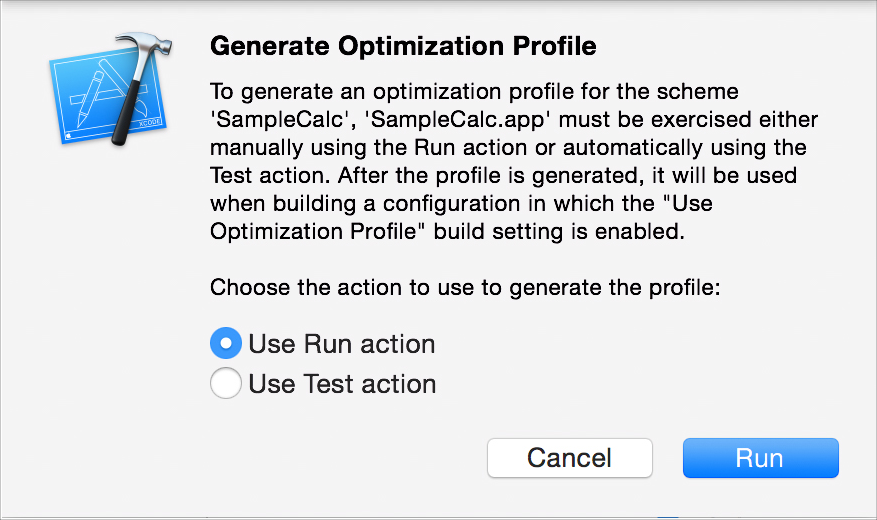 Generate Optimization Profile
To generate an optimization profile for the scheme
'SampleCalc', 'SampleCalc.app' must be exercised either
manually using the Run action or automatically using the
Test action. After the profile is generated, it will be used
when building a configuration in which the "Use
Optimization Profile" build setting is enabled.
XCODE
Choose the action to use to generate the profile:
Use Run action
Use Test action
Cancel
Run